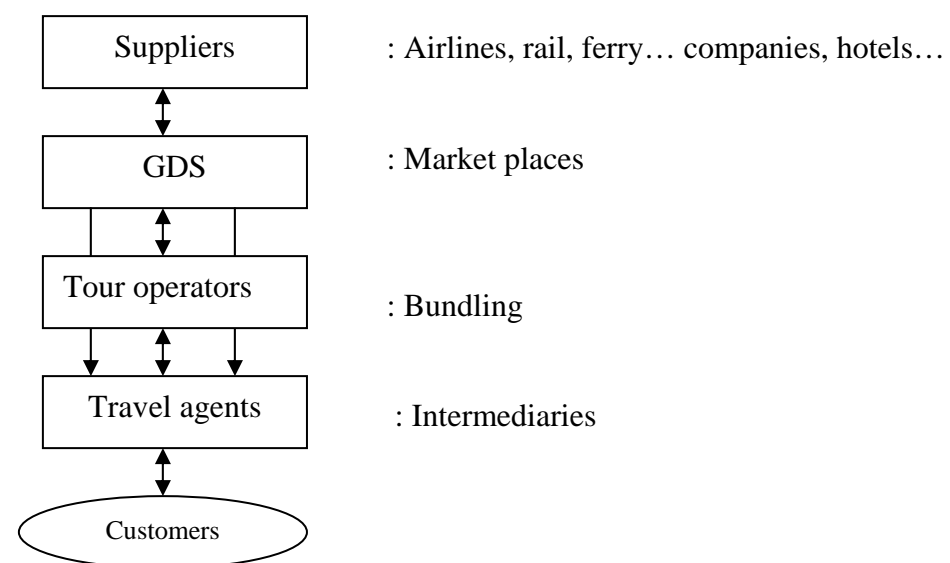 Suppliers : Airlines, rail, ferry… companies, hotels…
GDS : Market places
Tour operators
: Bundling
Travel agents : Intermediaries
Customers